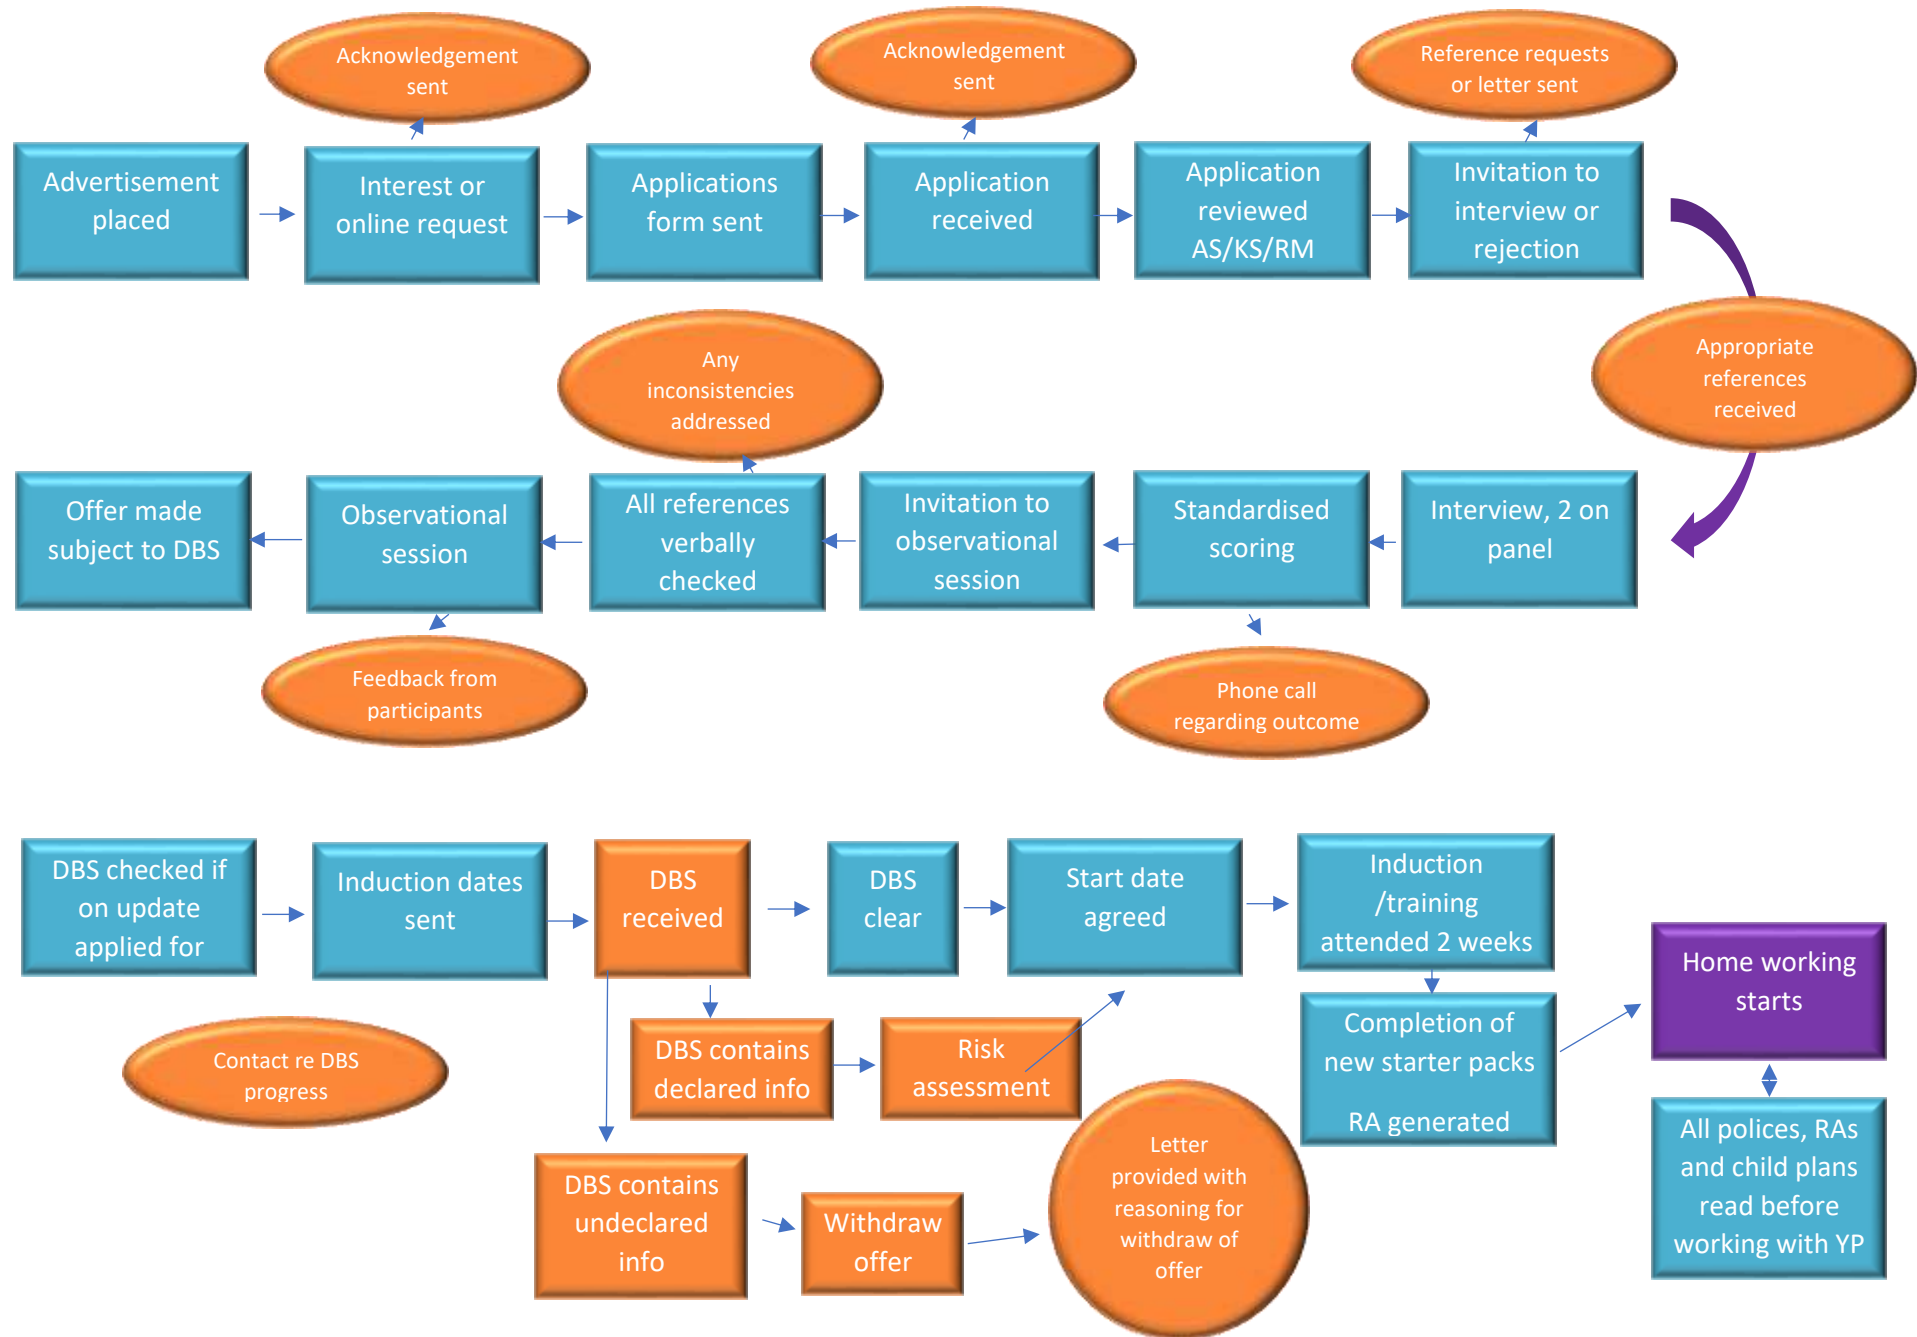 Acknowledgement
sent
Acknowledgement
sent
Reference requests
or letter sent
Advertisement
placed
Interest or
online request
Applications
form sent
Application
received
Application
reviewed
AS/KS/RM
Invitation to
interview or
rejection
Appropriate
references
received
Any
inconsistencies
addressed
Interview, 2 on
panel
Standardised
scoring
Invitation to
observational
session
All references
verbally
checked
Observational
session
Offer made
subject to DBS
Phone call
regarding outcome
Feedback from
participants
DBS checked if
on update
applied for
Induction dates
sent
DBS
received
DBS
clear
Start date
agreed
Induction
/training
attended 2 weeks
Home working
starts
Contact re DBS
progress
DBS contains
declared info
Risk
assessment
Completion of
new starter packs
RA generated
DBS contains
undeclared
info
Withdraw
offer
Letter
provided with
reasoning for
withdraw of
offer
All polices, RAs
and child plans
read before
working with YP